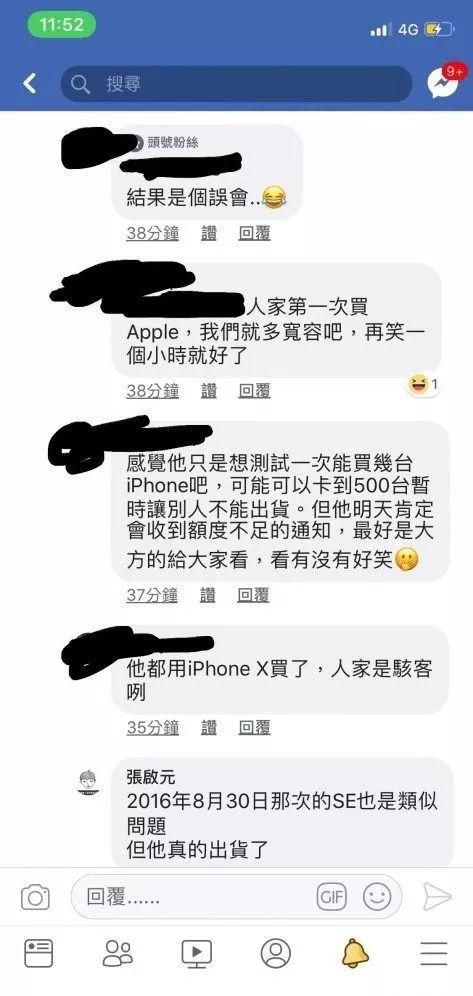 11:52
4G
搜尋
9+
頭號粉絲
結果是個誤會..😂
38分鐘 讚 回覆
人家第一次買
Apple，我們就多寬容吧，再笑一
個小時就好了
38分鐘 讚 回覆
1
感覺他只是想測試一次能買幾台
iPhone吧，可能可以卡到500台暫
時讓別人不能出貨。但他明天肯定
會收到額度不足的通知，最好是大
方的給大家看，看有沒有好笑🤭
37分鐘 讚 回覆
他都用iPhone X買了，人家是駭客
咧
35分鐘 讚 回覆
張啟元
2016年8月30日那次的SE也是類似
問題
但他真的出貨了
回覆......
GIF